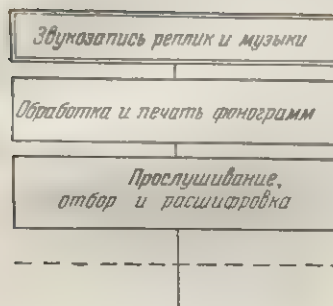 Звукозапись реплик и музыки
Обработка и печать фонограмм
Прослушивание,
отбор и расшифровка